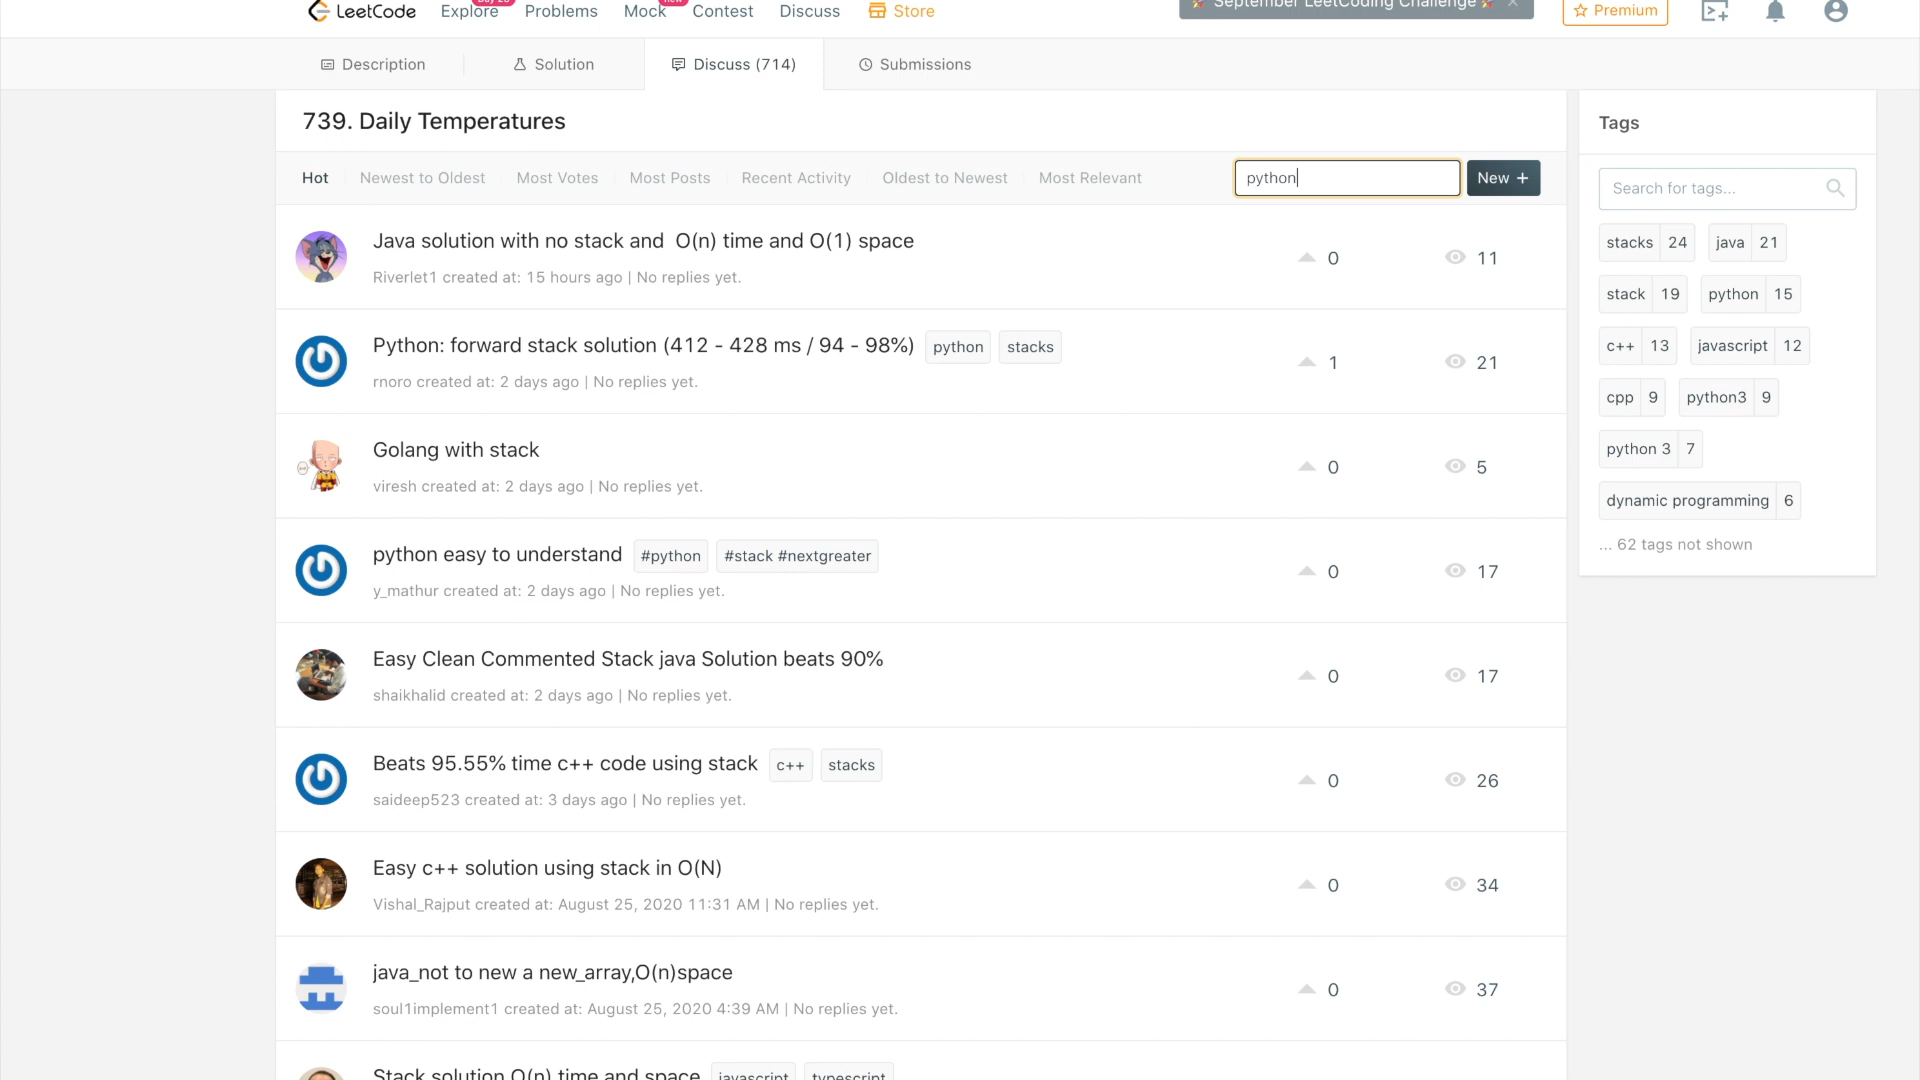 LeetCode Explore Problems Mock new Contest Discuss Store September LeetCoding Challenge Premium
Description Solution Discuss (714) Submissions
739. Daily Temperatures
Hot Newest to Oldest Most Votes Most Posts Recent Activity Oldest to Newest Most Relevant python New +
Java solution with no stack and O(n) time and O(1) space
Riverlet1 created at: 15 hours ago | No replies yet.
0 11
Python: forward stack solution (412 - 428 ms / 94 - 98%) python stacks
rnoro created at: 2 days ago | No replies yet.
1 21
Golang with stack
viresh created at: 2 days ago | No replies yet.
0 5
python easy to understand #python #stack #nextgreater
y_mathur created at: 2 days ago | No replies yet.
0 17
Easy Clean Commented Stack java Solution beats 90%
shaikhalid created at: 2 days ago | No replies yet.
0 17
Beats 95.55% time c++ code using stack c++ stacks
saideep523 created at: 3 days ago | No replies yet.
0 26
Easy c++ solution using stack in O(N)
Vishal_Rajput created at: August 25, 2020 11:31 AM | No replies yet.
0 34
java_not to new a new_array,O(n)space
soul1implement1 created at: August 25, 2020 4:39 AM | No replies yet.
0 37
Stack solution O(n) time and space javascript typescript
Tags
Search for tags...
stacks 24 java 21
stack 19 python 15
c++ 13 javascript 12
cpp 9 python3 9
python 3 7
dynamic programming 6
... 62 tags not shown